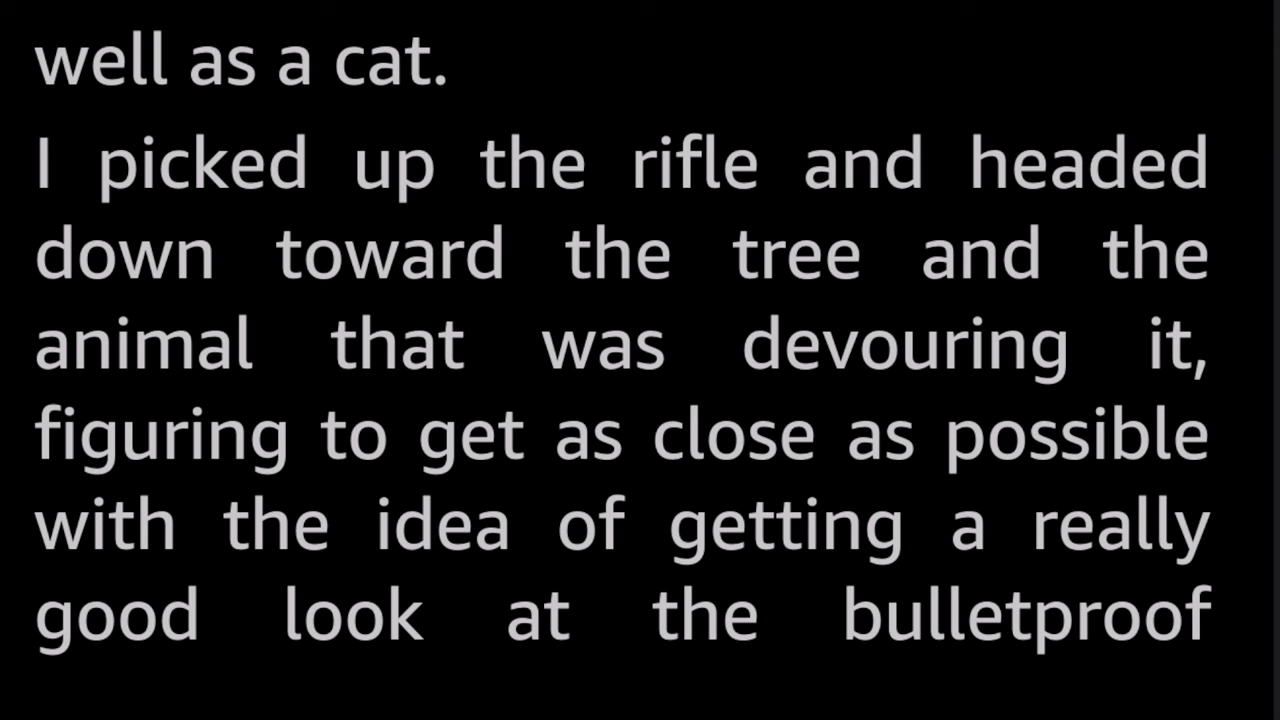 well as a cat.
I picked up the rifle and headed
down toward the tree and the
animal that was devouring it,
figuring to get as close as possible
with the idea of getting a really
good look at the bulletproof